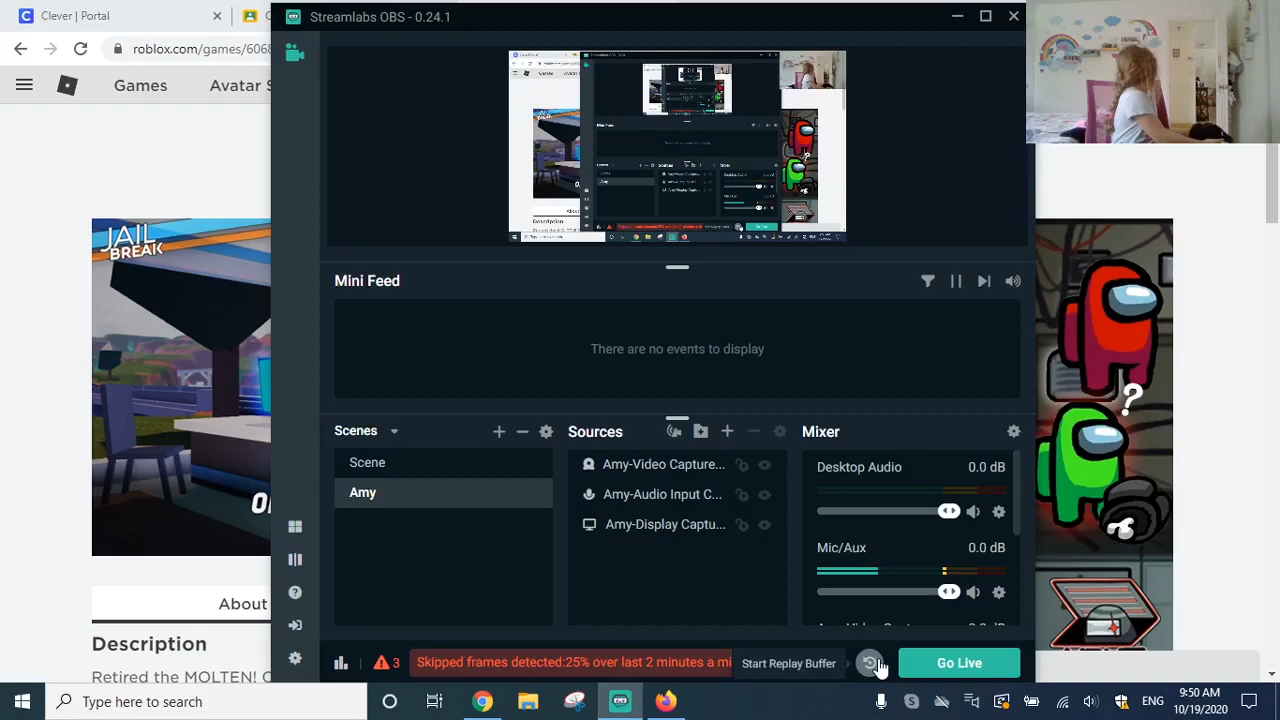 Clever | Portal
Streamlabs OBS - 0.24.1
roblox.com/games/6068
Games
Avatar S
JAIL
BREAK
Mini Feed
There are no events to display
Scenes
Sources
Mixer
Scene
Amy
Amy-Video Capture...
Amy-Audio Input C...
Amy-Display Captu...
Desktop Audio
0.0 dB
Mic/Aux
0.0 dB
?
About
Description
Retired the MOLTEN! C
3
Skipped frames detected:25% over last 2 minutes a mi
Start Replay Buffer
Go Live
Type here to search
ENG
9:50 AM
10/19/2020